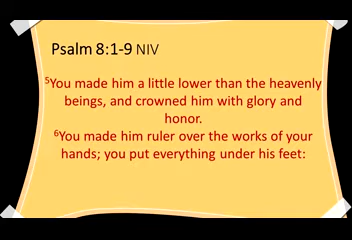 Psalm 8:1-9 NIV
⁵You made him a little lower than the heavenly
beings, and crowned him with glory and
honor.
⁶You made him ruler over the works of your
hands; you put everything under his feet: